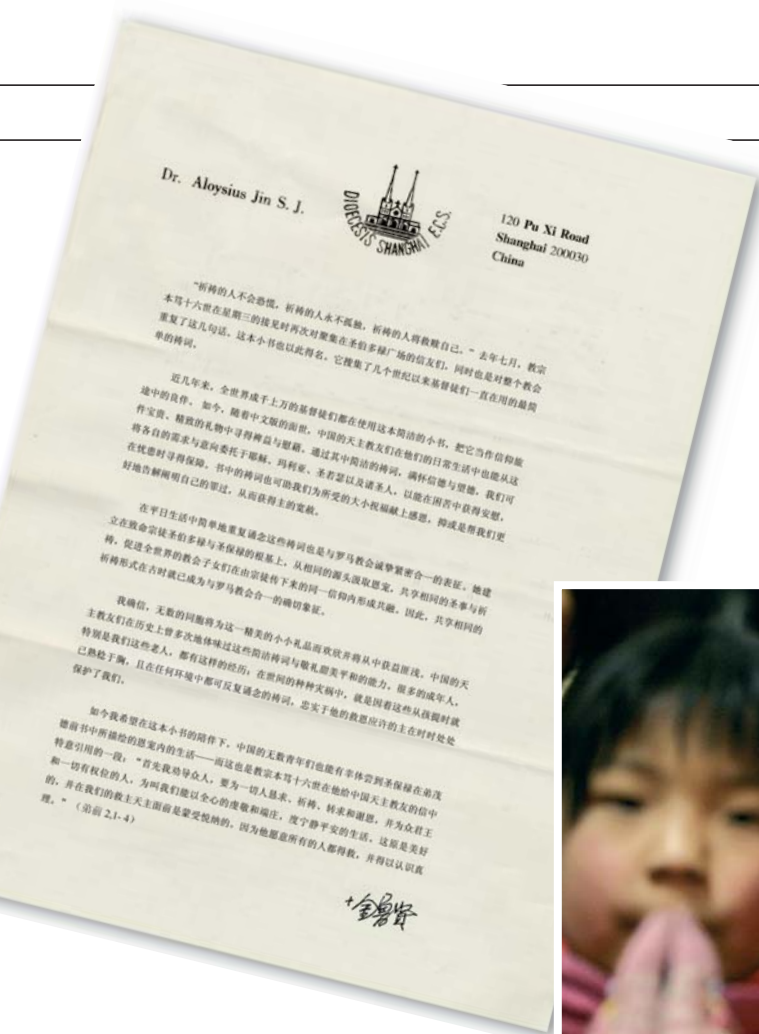 Dr. Aloysius Jin S. J.
DIOECESIS SHANGHAI E.C.S.
120 Pu Xi Road
Shanghai 200030
China
"祈祷的人不会恐慌，祈祷的人永不孤独，祈祷的人将救赎自己。" 去年七月，教宗
本笃十六世在星期三的接见时再次对聚集在圣伯多禄广场的信友们，同时也是对整个教会
重复了这几句话。这本小书也以此得名。它搜集了几个世纪以来基督徒们一直在用的最简
单的祷词。
近几年来，全世界成千上万的基督徒们都在使用这本简洁的小书，把它当作信仰旅
途中的良伴。如今，随着中文版的面世，中国的天主教友们在他们的日常生活中也能从这
件宝贵、精致的礼物中寻得裨益与慰藉。通过其中简洁的祷词，满怀信德与望德，我们可
将各自的需求与意向委托于耶稣、玛利亚、圣若瑟以及诸圣人，以能在困苦中获得安慰，
在忧患时寻得保障。书中的祷词也可助我们为所受的大小祝福献上感恩，抑或是帮我们更
好地告解阐明自己的罪过，从而获得主的宽赦。
在平日生活中简单地重复诵念这些祷词也是与罗马教会诚挚紧密合一的表征。她建
立在致命宗徒圣伯多禄与圣保禄的根基上，从相同的源头汲取恩宠，共享相同的圣事与祈
祷，促进全世界的教会子女们在由宗徒传下来的同一信仰内形成共融，因此，共享相同的
祈祷形式在古时就已成为与罗马教会合一的确切象征。
我确信，无数的同胞将为这一精美的小小礼品而欢欣并将从中获益匪浅。中国的天
主教友们在历史上曾多次地体味过这些简洁祷词与敬礼甜美平和的能力。很多的成年人，
特别是我们这些老人，都有这样的经历：在世间的种种灾祸中，就是因着这些从孩提时就
已熟稔于胸，且在任何环境中都可反复诵念的祷词，忠实于他的救恩应许的主在时时处处
保护了我们。
如今我希望在这本小书的陪伴下，中国的无数青年们也能有幸体尝到圣保禄在弟茂
德前书中所描绘的恩宠内的生活——而这也是教宗本笃十六世在他给中国天主教友的信中
特意引用的一段："首先我劝导众人，要为一切人恳求、祈祷、转求和谢恩，并为众君王
和一切有权位的人，为叫我们能以全心的虔敬和端庄，度宁静平安的生活。这原是美好
的，并在我们的救主天主面前是蒙受悦纳的，因为他愿意所有的人都得救，并得以认识真
理。"（弟前 2,1-4）
+金鲁贤